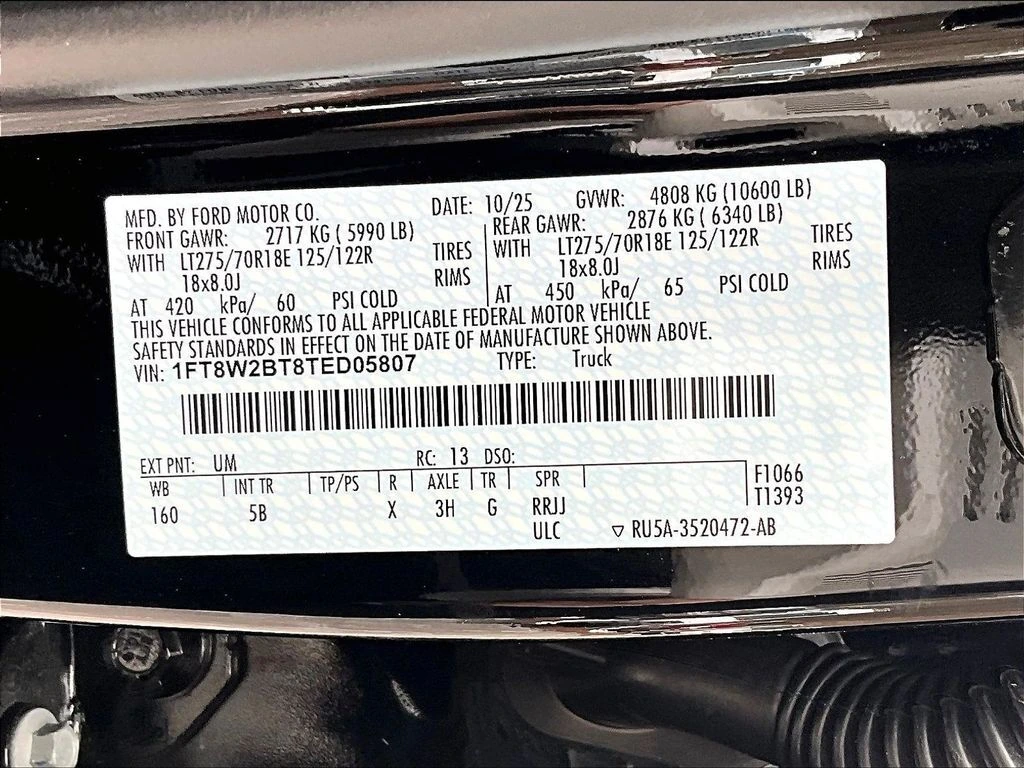 MFD. BY FORD MOTOR CO. DATE: 10/25 GVWR: 4808 KG (10600 LB)
FRONT GAWR: 2717 KG ( 5990 LB) REAR GAWR: 2876 KG ( 6340 LB)
WITH LT275/70R18E 125/122R TIRES WITH LT275/70R18E 125/122R TIRES
18x8.0J RIMS 18x8.0J RIMS
AT 420 kPa/ 60 PSI COLD AT 450 kPa/ 65 PSI COLD
THIS VEHICLE CONFORMS TO ALL APPLICABLE FEDERAL MOTOR VEHICLE
SAFETY STANDARDS IN EFFECT ON THE DATE OF MANUFACTURE SHOWN ABOVE.
VIN: 1FT8W2BT8TED05807 TYPE: Truck
EXT PNT: UM RC: 13 DSO:
WB INT TR TP/PS R AXLE TR SPR F1066
160 5B X 3H G RRJJ T1393
ULC ▽ RU5A-3520472-AB